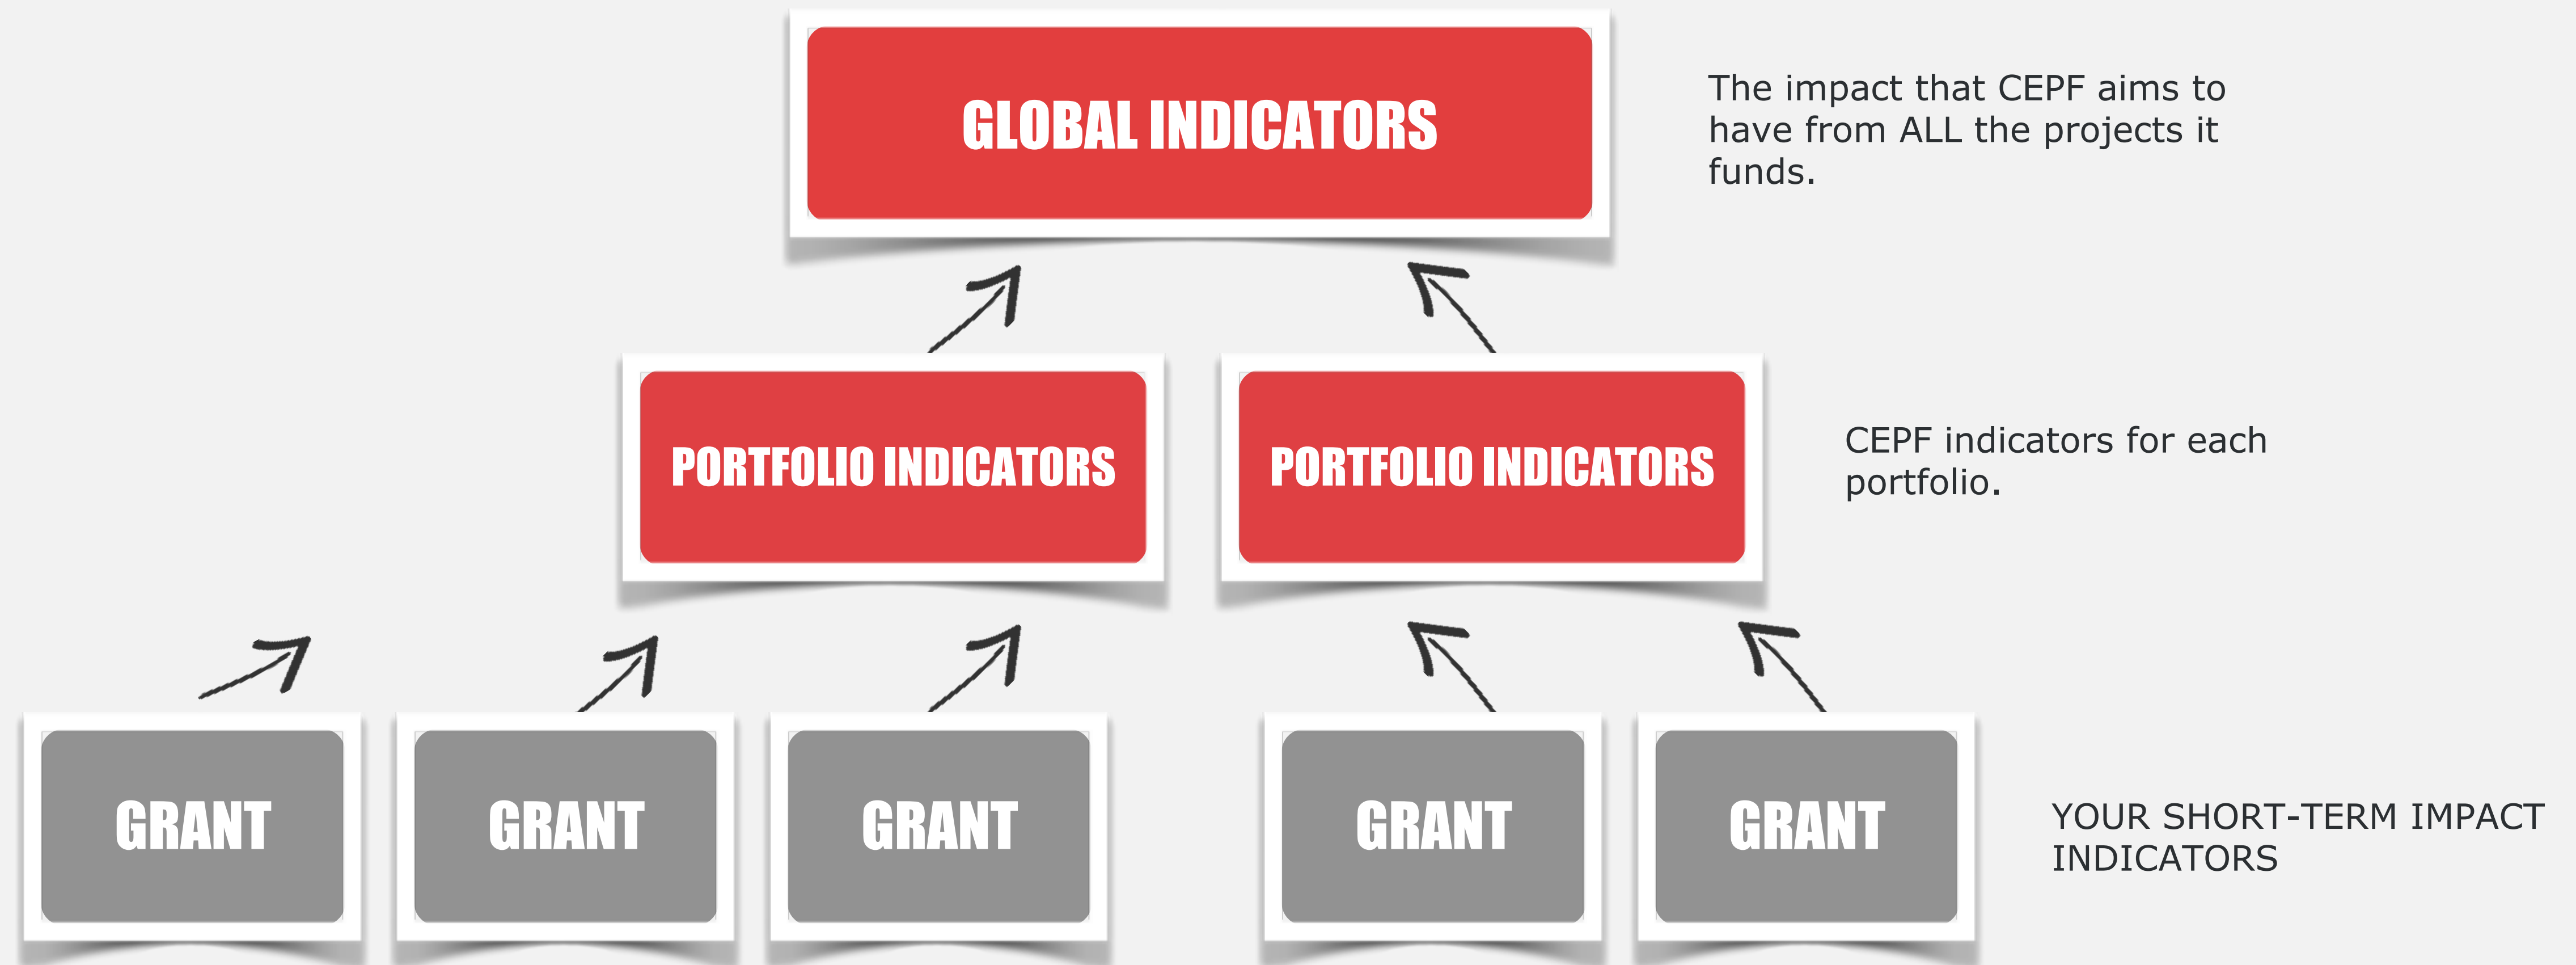 GLOBAL INDICATORS
The impact that CEPF aims to
have from ALL the projects it
funds.
PORTFOLIO INDICATORS
PORTFOLIO INDICATORS
CEPF indicators for each
portfolio.
GRANT
GRANT
GRANT
GRANT
GRANT
YOUR SHORT-TERM IMPACT
INDICATORS